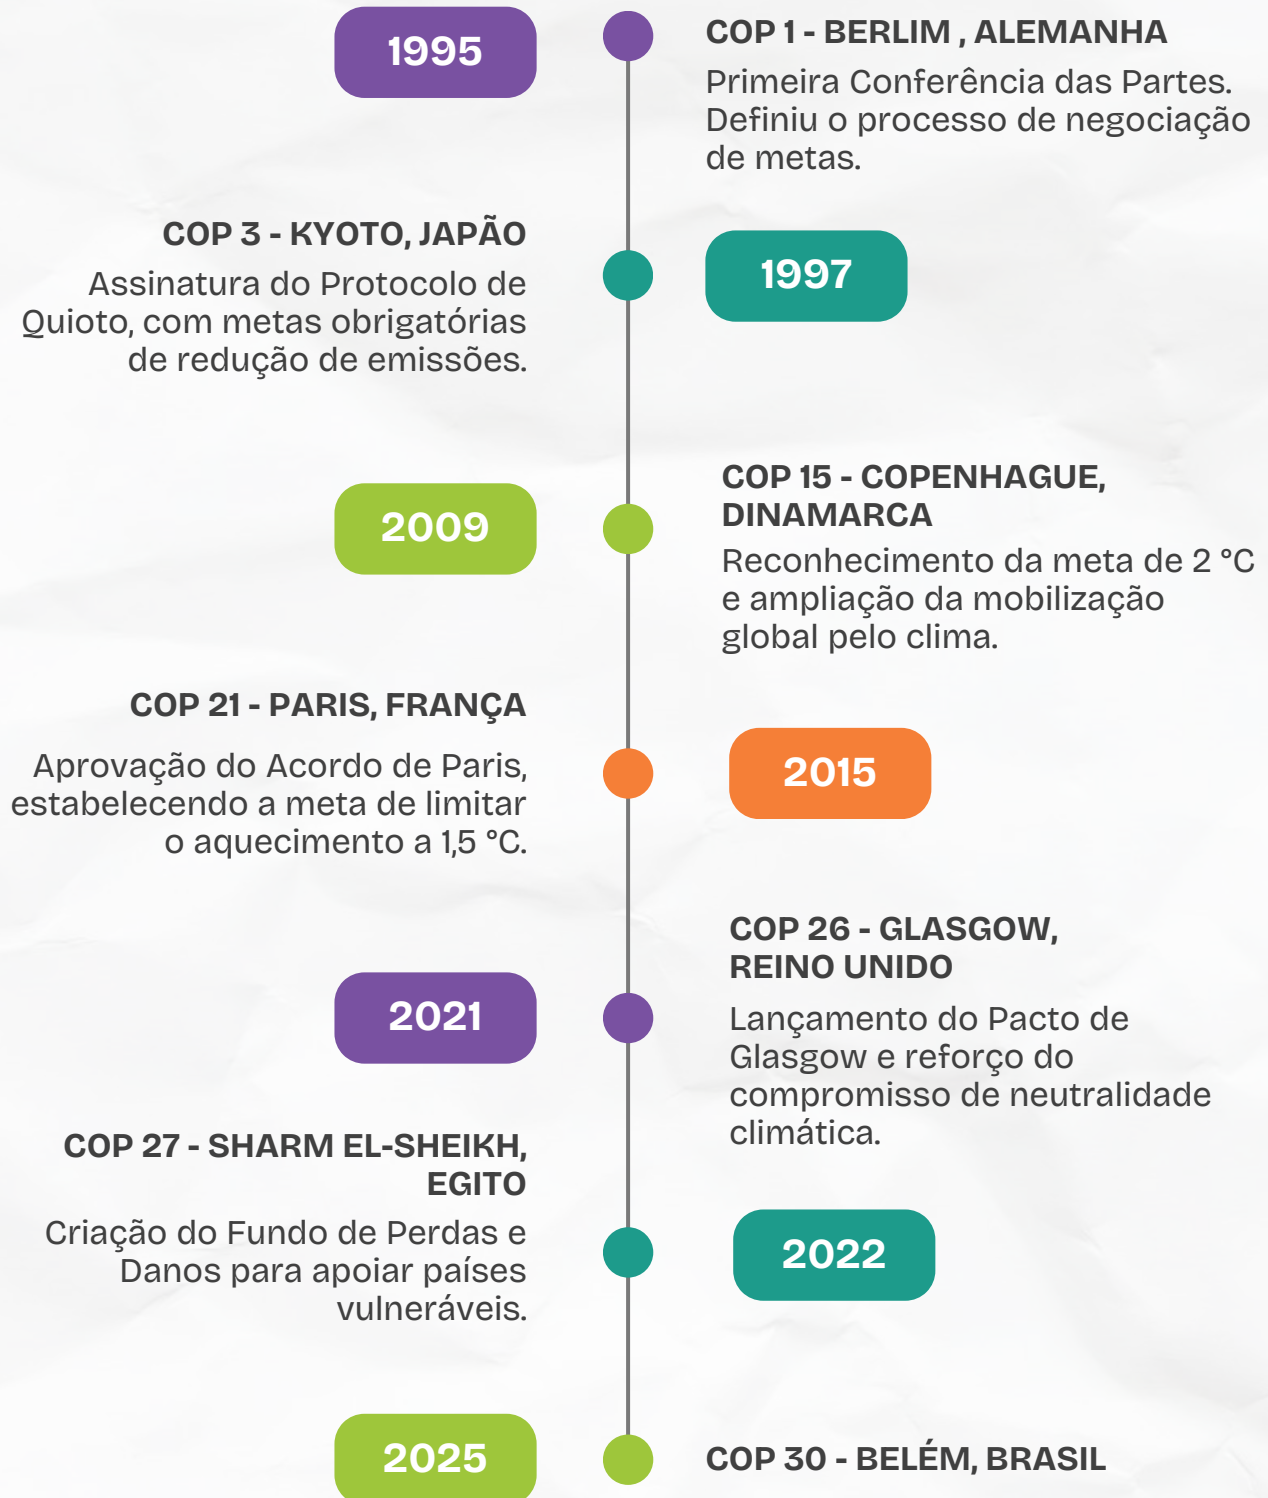 1995
COP 1 - BERLIM , ALEMANHA
Primeira Conferência das Partes.
Definiu o processo de negociação
de metas.
COP 3 - KYOTO, JAPÃO
Assinatura do Protocolo de
Quioto, com metas obrigatórias
de redução de emissões.
1997
2009
COP 15 - COPENHAGUE,
DINAMARCA
Reconhecimento da meta de 2 °C
e ampliação da mobilização
global pelo clima.
COP 21 - PARIS, FRANÇA
Aprovação do Acordo de Paris,
estabelecendo a meta de limitar
o aquecimento a 1,5 °C.
2015
2021
COP 26 - GLASGOW,
REINO UNIDO
Lançamento do Pacto de
Glasgow e reforço do
compromisso de neutralidade
climática.
COP 27 - SHARM EL-SHEIKH,
EGITO
Criação do Fundo de Perdas e
Danos para apoiar países
vulneráveis.
2022
2025
COP 30 - BELÉM, BRASIL